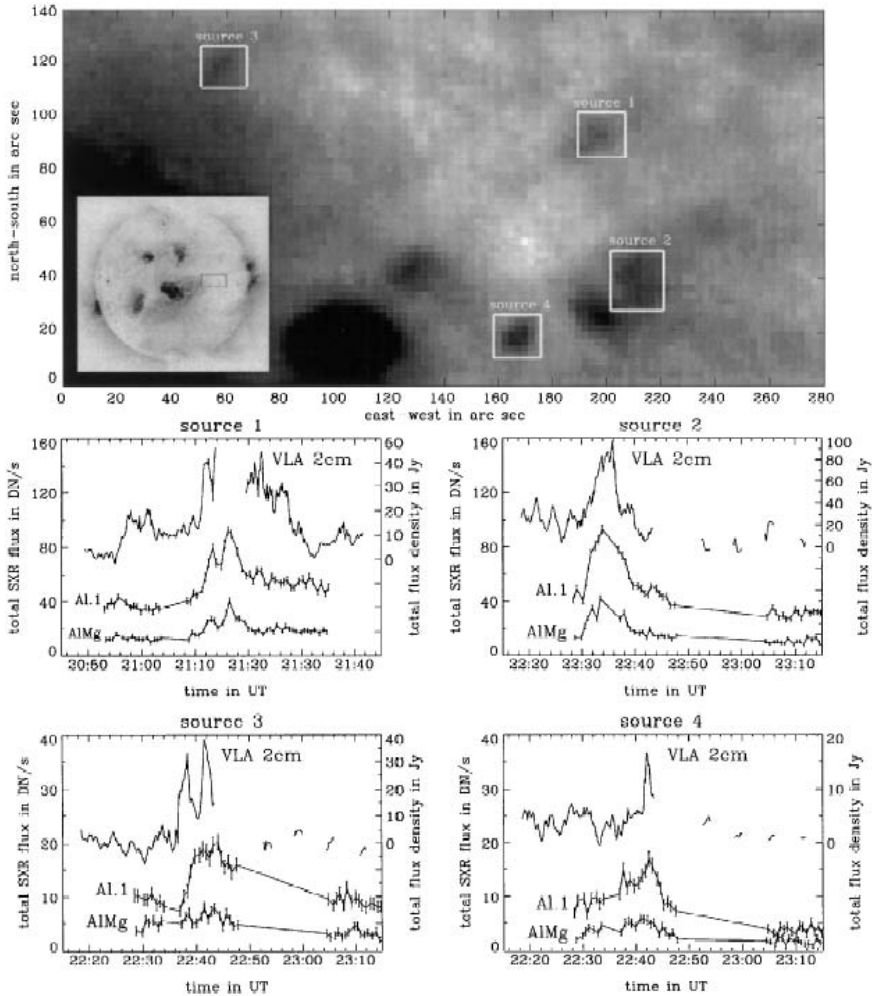 140
120
100
80
60
40
20
0
north-south in arc sec
source 3
source 1
source 2
source 4
0 20 40 60 80 100 120 140 160 180 200 220 240 260 280
east-west in arc sec
source 1
160
120
80
40
0
total SXR flux in DN/s
VLA 2cm
Al.1
AlMg
60
50
40
30
20
10
0
total flux density in Jy
20:50 21:00 21:10 21:20 21:30 21:40
time in UT
source 2
160
120
80
40
0
total SXR flux in DN/s
VLA 2cm
Al.1
AlMg
100
80
60
40
20
0
total flux density in Jy
22:20 22:30 22:40 22:50 23:00 23:10
time in UT
source 3
40
30
20
10
0
total SXR flux in DN/s
VLA 2cm
Al.1
AlMg
40
30
20
10
0
total flux density in Jy
22:20 22:30 22:40 22:50 23:00 23:10
time in UT
source 4
40
30
20
10
0
total SXR flux in DN/s
VLA 2cm
Al.1
AlMg
20
10
0
total flux density in Jy
22:20 22:30 22:40 22:50 23:00 23:10
time in UT